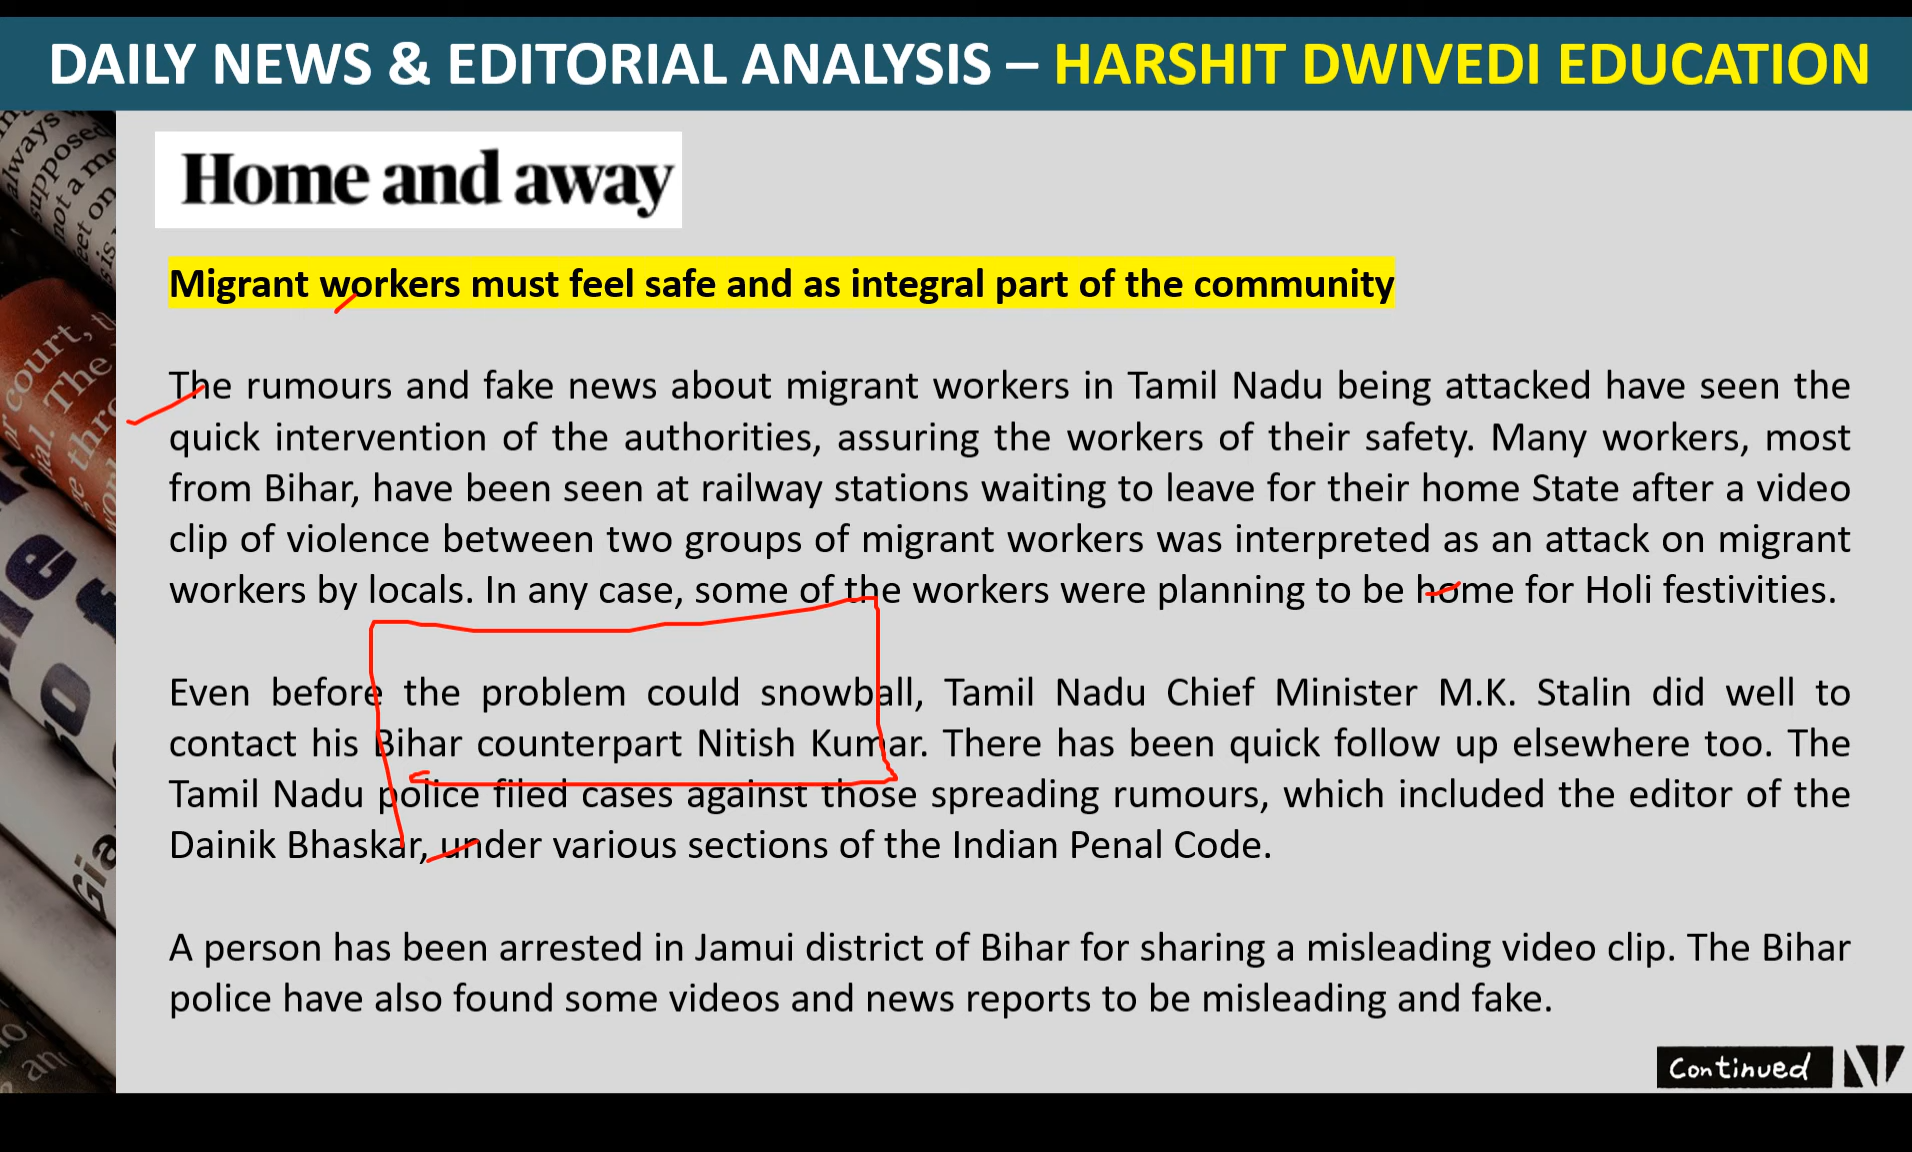 DAILY NEWS & EDITORIAL ANALYSIS – HARSHIT DWIVEDI EDUCATION
Home and away
Migrant workers must feel safe and as integral part of the community
The rumours and fake news about migrant workers in Tamil Nadu being attacked have seen the
quick intervention of the authorities, assuring the workers of their safety. Many workers, most
from Bihar, have been seen at railway stations waiting to leave for their home State after a video
clip of violence between two groups of migrant workers was interpreted as an attack on migrant
workers by locals. In any case, some of the workers were planning to be home for Holi festivities.
Even before the problem could snowball, Tamil Nadu Chief Minister M.K. Stalin did well to
contact his Bihar counterpart Nitish Kumar. There has been quick follow up elsewhere too. The
Tamil Nadu police filed cases against those spreading rumours, which included the editor of the
Dainik Bhaskar, under various sections of the Indian Penal Code.
A person has been arrested in Jamui district of Bihar for sharing a misleading video clip. The Bihar
police have also found some videos and news reports to be misleading and fake.
Continued
always
supposed
not a
court,
The